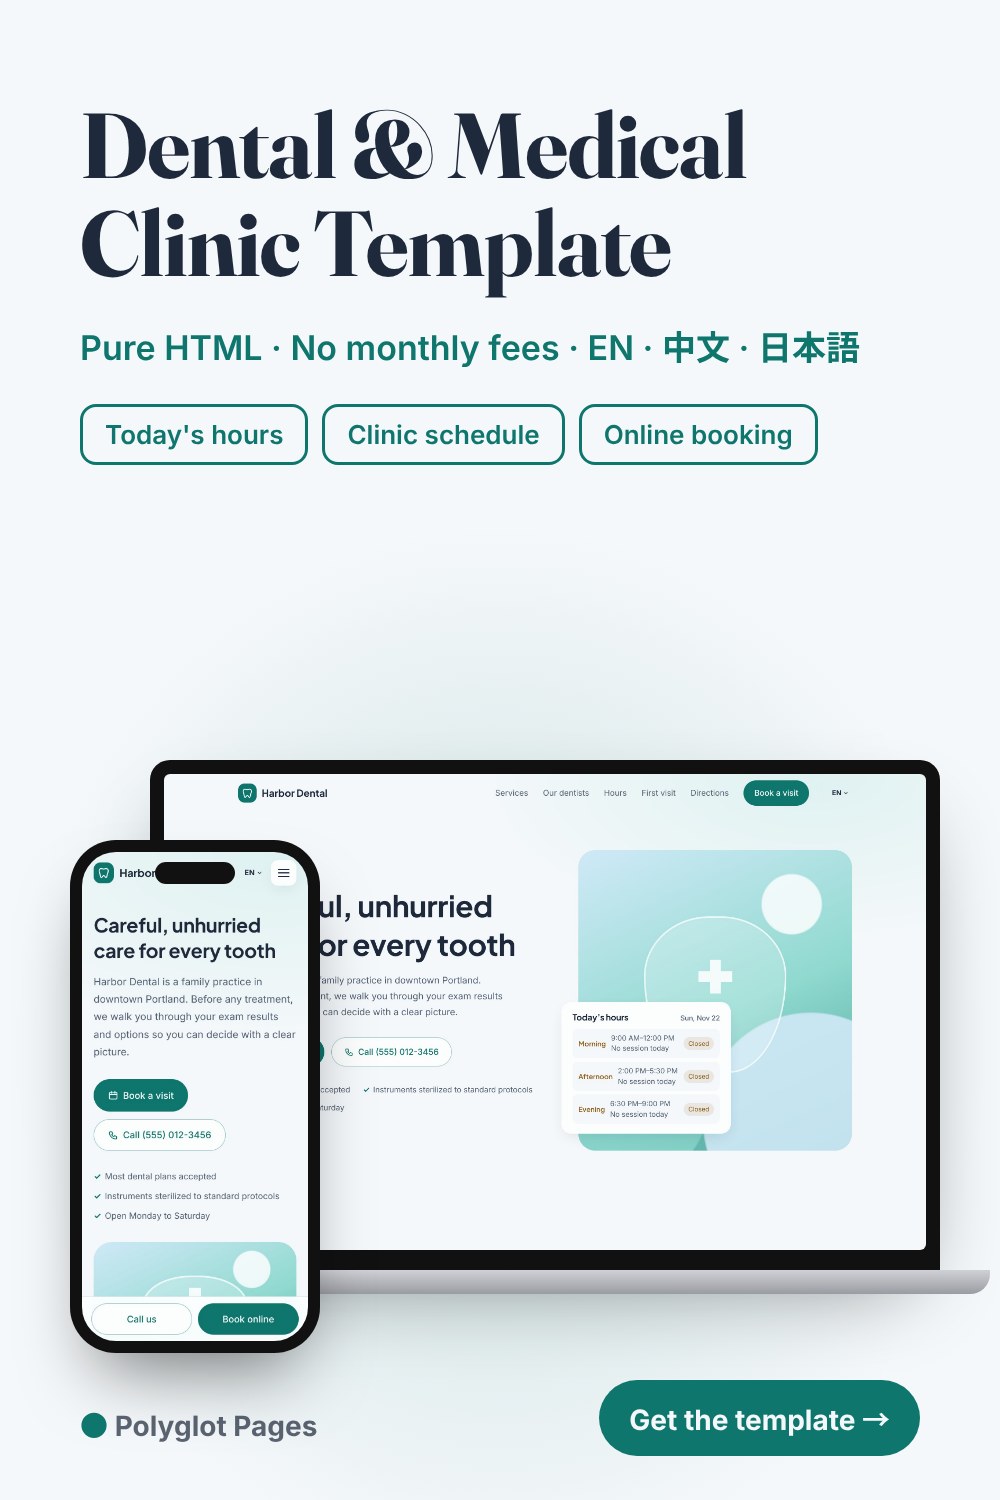 Dental & Medical
Clinic Template
Pure HTML · No monthly fees · EN · 中文 · 日本語
Today's hours
Clinic schedule
Online booking
Harbor Dental
Services
Our dentists
Hours
First visit
Directions
Book a visit
EN
ul, unhurried
or every tooth
amily practice in downtown Portland.
nt, we walk you through your exam results
can decide with a clear picture.
Call (555) 012-3456
ccepted
Instruments sterilized to standard protocols
turday
Today's hours
Sun, Nov 22
Morning
9:00 AM–12:00 PM
No session today
Closed
Afternoon
2:00 PM–5:30 PM
No session today
Closed
Evening
6:30 PM–9:00 PM
No session today
Closed
Harbor
EN
Careful, unhurried
care for every tooth
Harbor Dental is a family practice in
downtown Portland. Before any treatment,
we walk you through your exam results
and options so you can decide with a clear
picture.
Book a visit
Call (555) 012-3456
Most dental plans accepted
Instruments sterilized to standard protocols
Open Monday to Saturday
Call us
Book online
Polyglot Pages
Get the template →